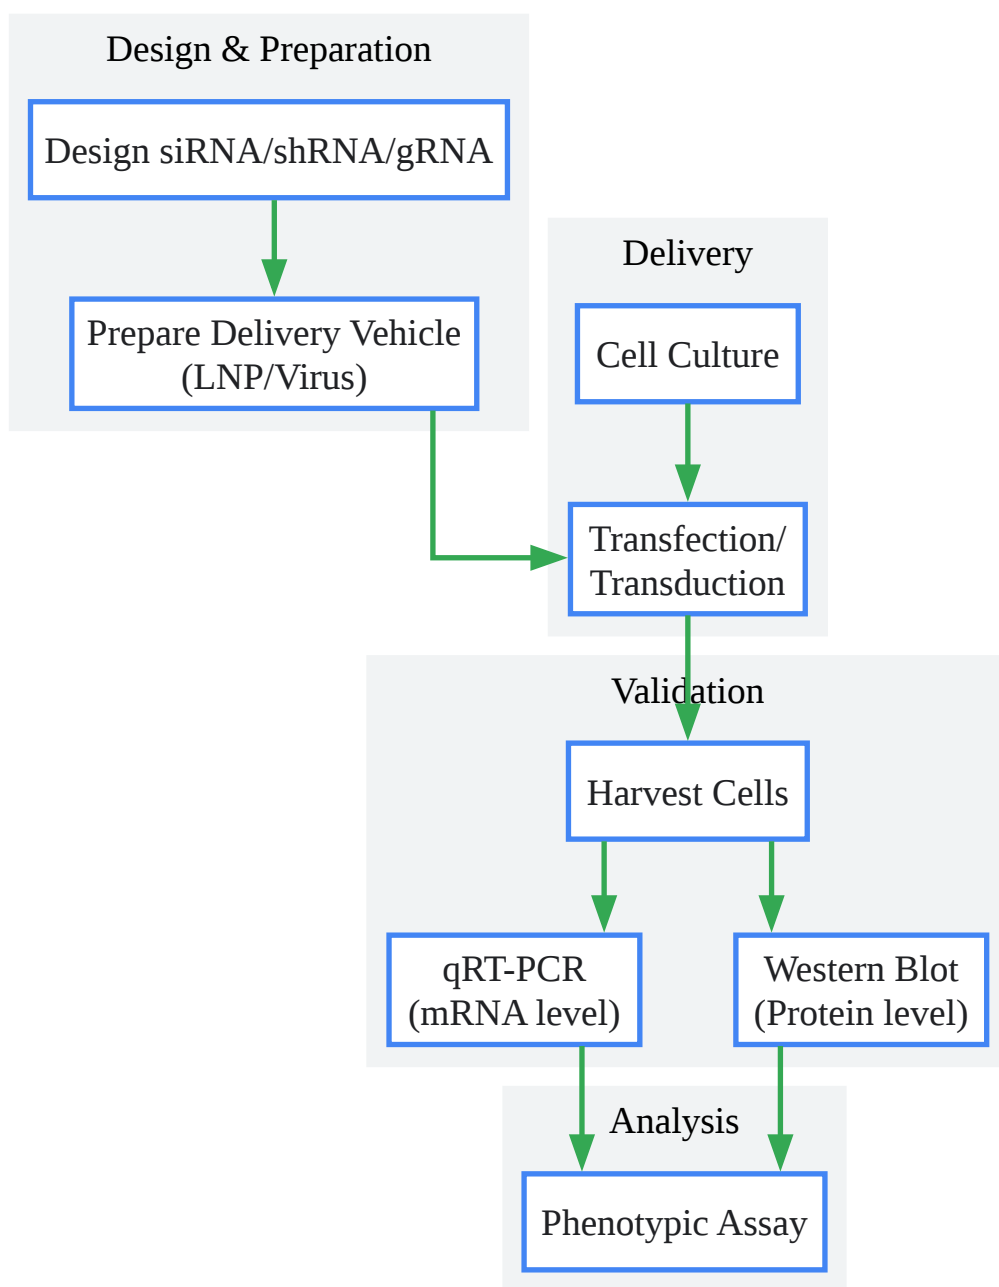 Design & Preparation
Design siRNA/shRNA/gRNA
Prepare Delivery Vehicle
(LNP/Virus)
Delivery
Cell Culture
Transfection/
Transduction
Validation
Harvest Cells
qRT-PCR
(mRNA level)
Western Blot
(Protein level)
Analysis
Phenotypic Assay